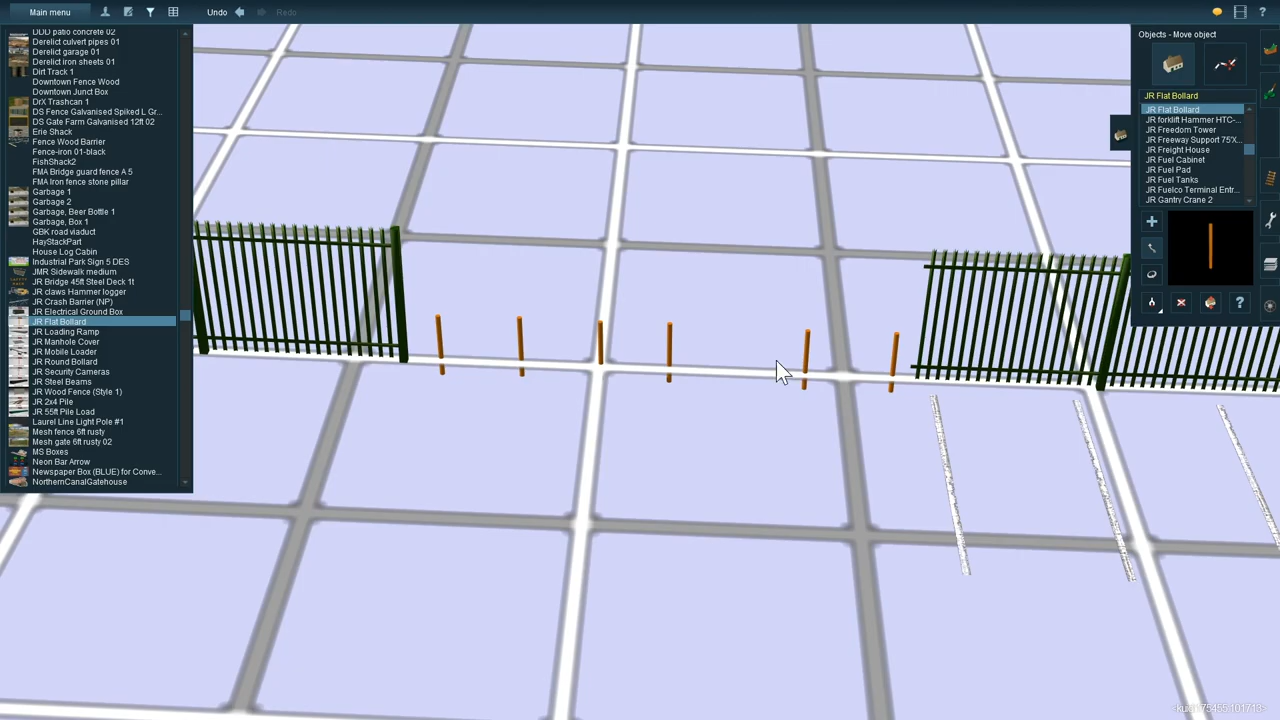 Main menu
Undo
Redo
DDD patio concrete 02
Derelict culvert pipes 01
Derelict garage 01
Derelict iron sheets 01
Dirt Track 1
Downtown Fence Wood
Downtown Junct Box
DrX Trashcan 1
DS Fence Galvanised Spiked L Gr...
DS Gate Farm Galvanised 12ft 02
Erie Shack
Fence Wood Barrier
Fence-iron 01-black
FishShack2
FMA Bridge guard fence A 5
FMA Iron fence stone pillar
Garbage 1
Garbage 2
Garbage, Beer Bottle 1
Garbage, Box 1
GBK road viaduct
HayStackPart
House Log Cabin
Industrial Park Sign 5 DES
JMR Sidewalk medium
JR Bridge 45ft Steel Deck 1t
JR claws Hammer logger
JR Crash Barrier (NP)
JR Electrical Ground Box
JR Flat Bollard
JR Loading Ramp
JR Manhole Cover
JR Mobile Loader
JR Round Bollard
JR Security Cameras
JR Steel Beams
JR Wood Fence (Style 1)
JR 2x4 Pile
JR 55ft Pile Load
Laurel Line Light Pole #1
Mesh fence 6ft rusty
Mesh gate 6ft rusty 02
MS Boxes
Neon Bar Arrow
Newspaper Box (BLUE) for Conve...
NorthernCanalGatehouse
Objects - Move object
JR Flat Bollard
JR Flat Bollard
JR forklift Hammer HTC-...
JR Freedom Tower
JR Freeway Support 75'X...
JR Freight House
JR Fuel Cabinet
JR Fuel Pad
JR Fuel Tanks
JR Fuelco Terminal Entr...
JR Gantry Crane 2